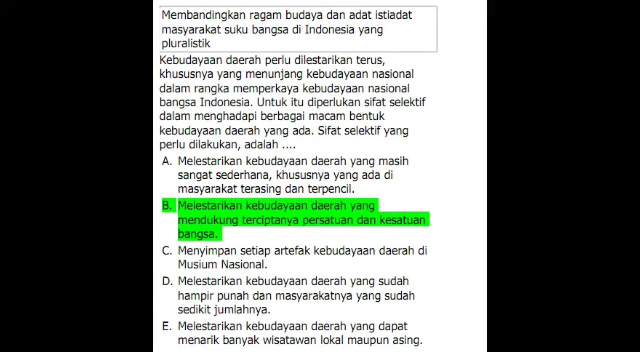 Membandingkan ragam budaya dan adat istiadat
masyarakat suku bangsa di Indonesia yang
pluralistik
Kebudayaan daerah perlu dilestarikan terus,
khususnya yang menunjang kebudayaan nasional
dalam rangka memperkaya kebudayaan nasional
bangsa Indonesia. Untuk itu diperlukan sifat selektif
dalam menghadapi berbagai macam bentuk
kebudayaan daerah yang ada. Sifat selektif yang
perlu dilakukan, adalah ....
A. Melestarikan kebudayaan daerah yang masih
sangat sederhana, khususnya yang ada di
masyarakat terasing dan terpencil.
B. Melestarikan kebudayaan daerah yang
mendukung terciptanya persatuan dan kesatuan
bangsa.
C. Menyimpan setiap artefak kebudayaan daerah di
Musium Nasional.
D. Melestarikan kebudayaan daerah yang sudah
hampir punah dan masyarakatnya yang sudah
sedikit jumlahnya.
E. Melestarikan kebudayaan daerah yang dapat
menarik banyak wisatawan lokal maupun asing.